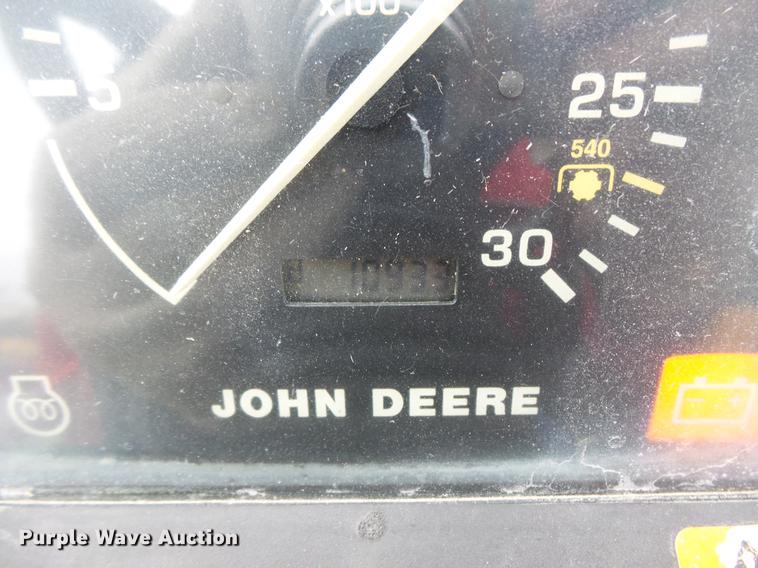 X100
5
25
540
30
JOHN DEERE
Purple Wave Auction